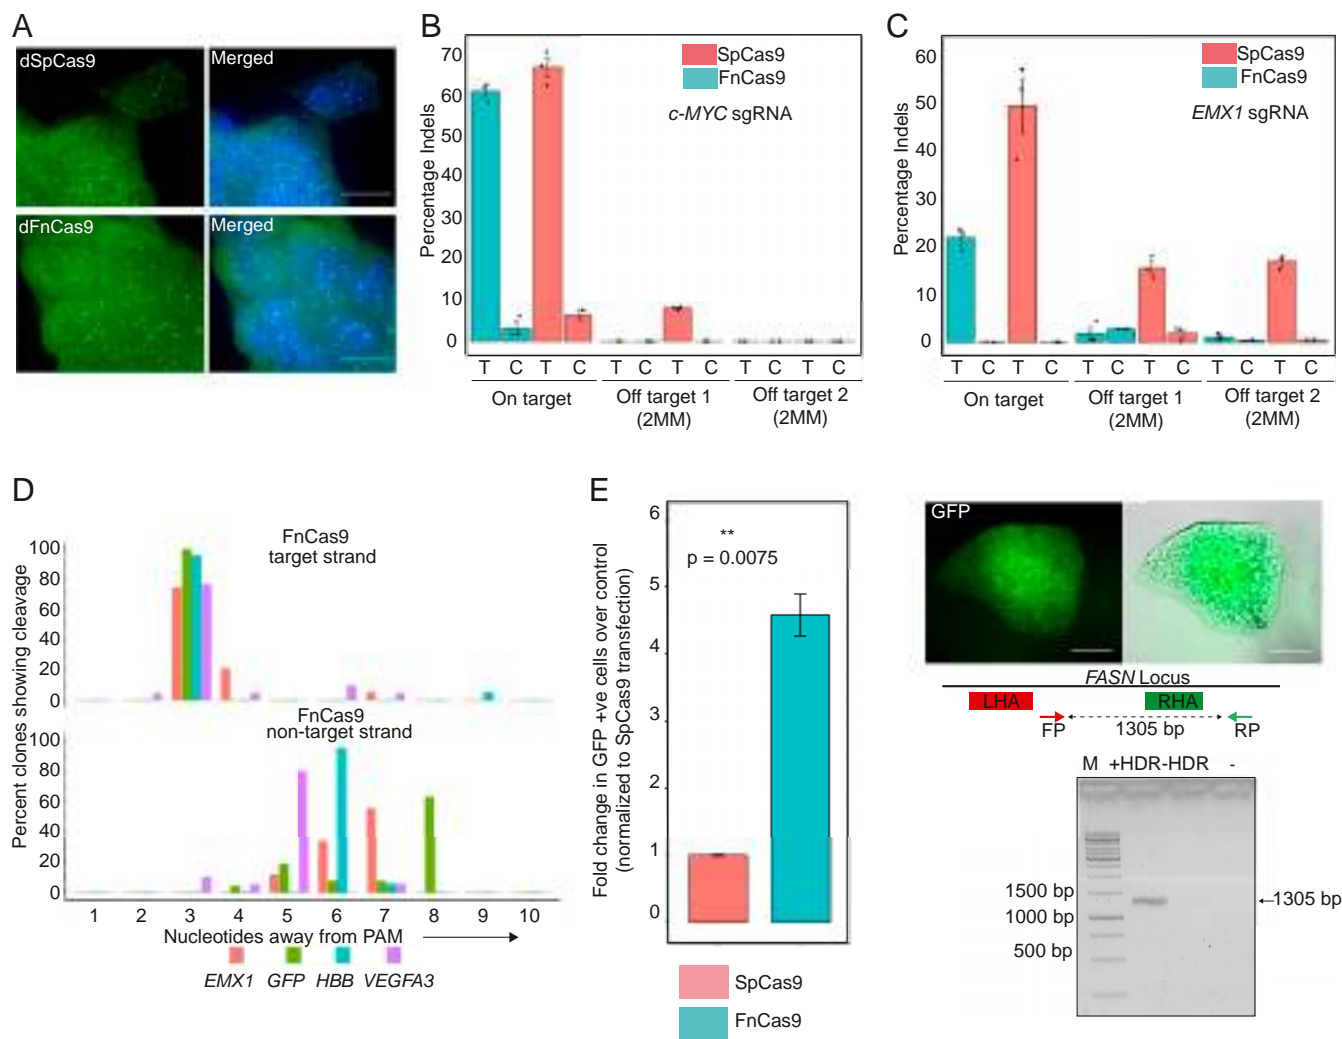 A
dSpCas9
Merged
dFnCas9
Merged
B
Percentage Indels
70
60
50
40
30
20
10
0
SpCas9
FnCas9
c-MYC sgRNA
T C T C T C T C T C T C
On target
Off target 1
(2MM)
Off target 2
(2MM)
C
Percentage Indels
60
50
40
30
20
10
0
SpCas9
FnCas9
EMX1 sgRNA
T C T C T C T C T C T C
On target
Off target 1
(2MM)
Off target 2
(2MM)
D
Percent clones showing cleavage
FnCas9
target strand
100
80
60
40
20
0
FnCas9
non-target strand
100
80
60
40
20
0
1 2 3 4 5 6 7 8 9 10
Nucleotides away from PAM
EMX1 GFP HBB VEGFA3
E
Fold change in GFP +ve cells over control
(normalized to SpCas9 transfection)
6
5
4
3
2
1
0
**
p = 0.0075
SpCas9
FnCas9
GFP
FASN Locus
LHA
RHA
FP
1305 bp
RP
M +HDR-HDR -
1500 bp
1000 bp
500 bp
1305 bp